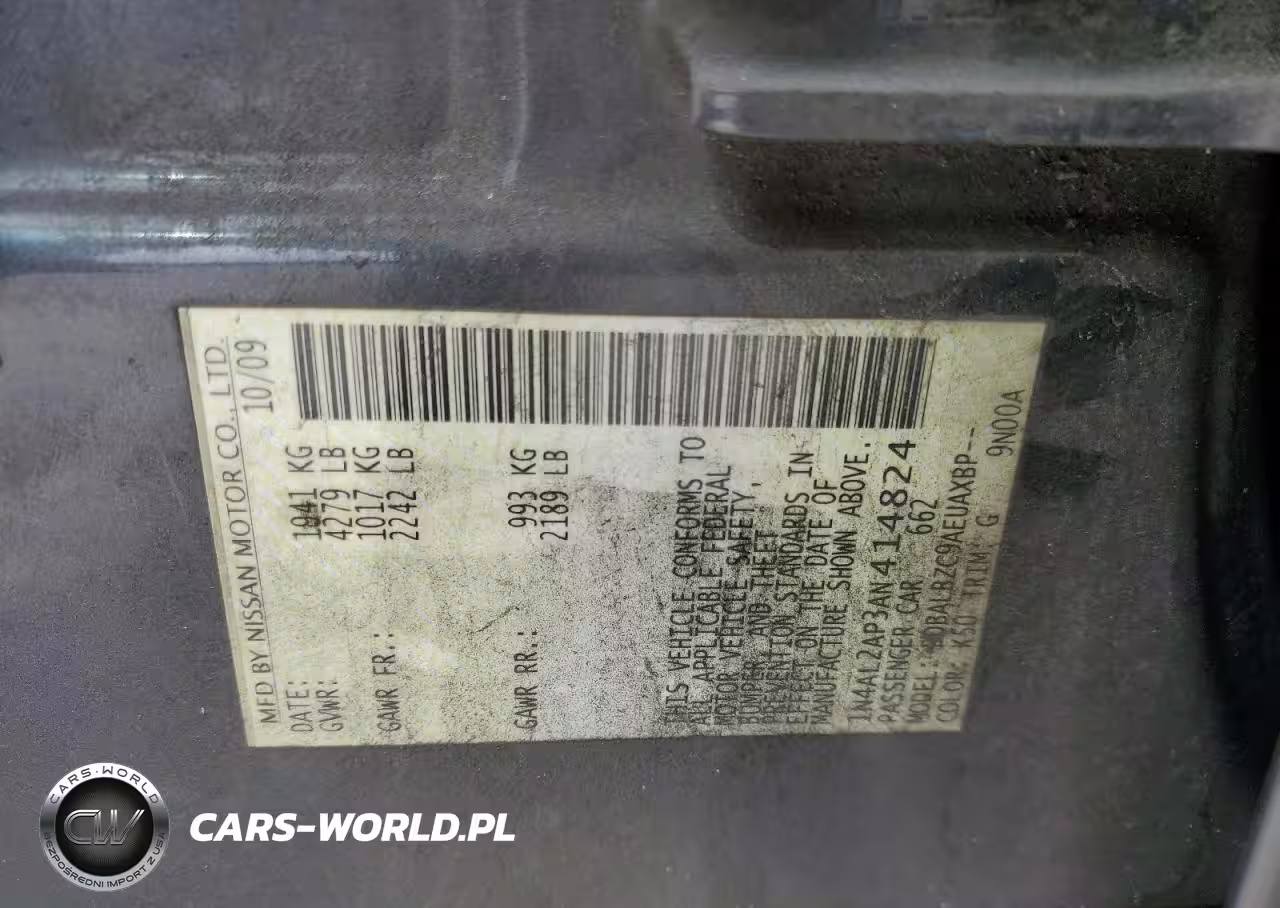 MFD BY NISSAN MOTOR CO., LTD.
DATE: 10/09
GVWR: 1941 KG
4279 LB
GAWR FR.: 1017 KG
2242 LB
GAWR RR.: 993 KG
2189 LB
THIS VEHICLE CONFORMS TO
ALL APPLICABLE FEDERAL
MOTOR VEHICLE SAFETY,
BUMPER, AND THEFT
PREVENTION STANDARDS IN
EFFECT ON THE DATE OF
MANUFACTURE SHOWN ABOVE.
1N4AL2AP3AN414824
PASSENGER CAR 662
MODEL: BDBALBZC9AEUAXBP--
COLOR: K50 TRIM G 9N00A
CARS-WORLD
CW
BEZPOŚREDNI IMPORT Z USA
CARS-WORLD.PL